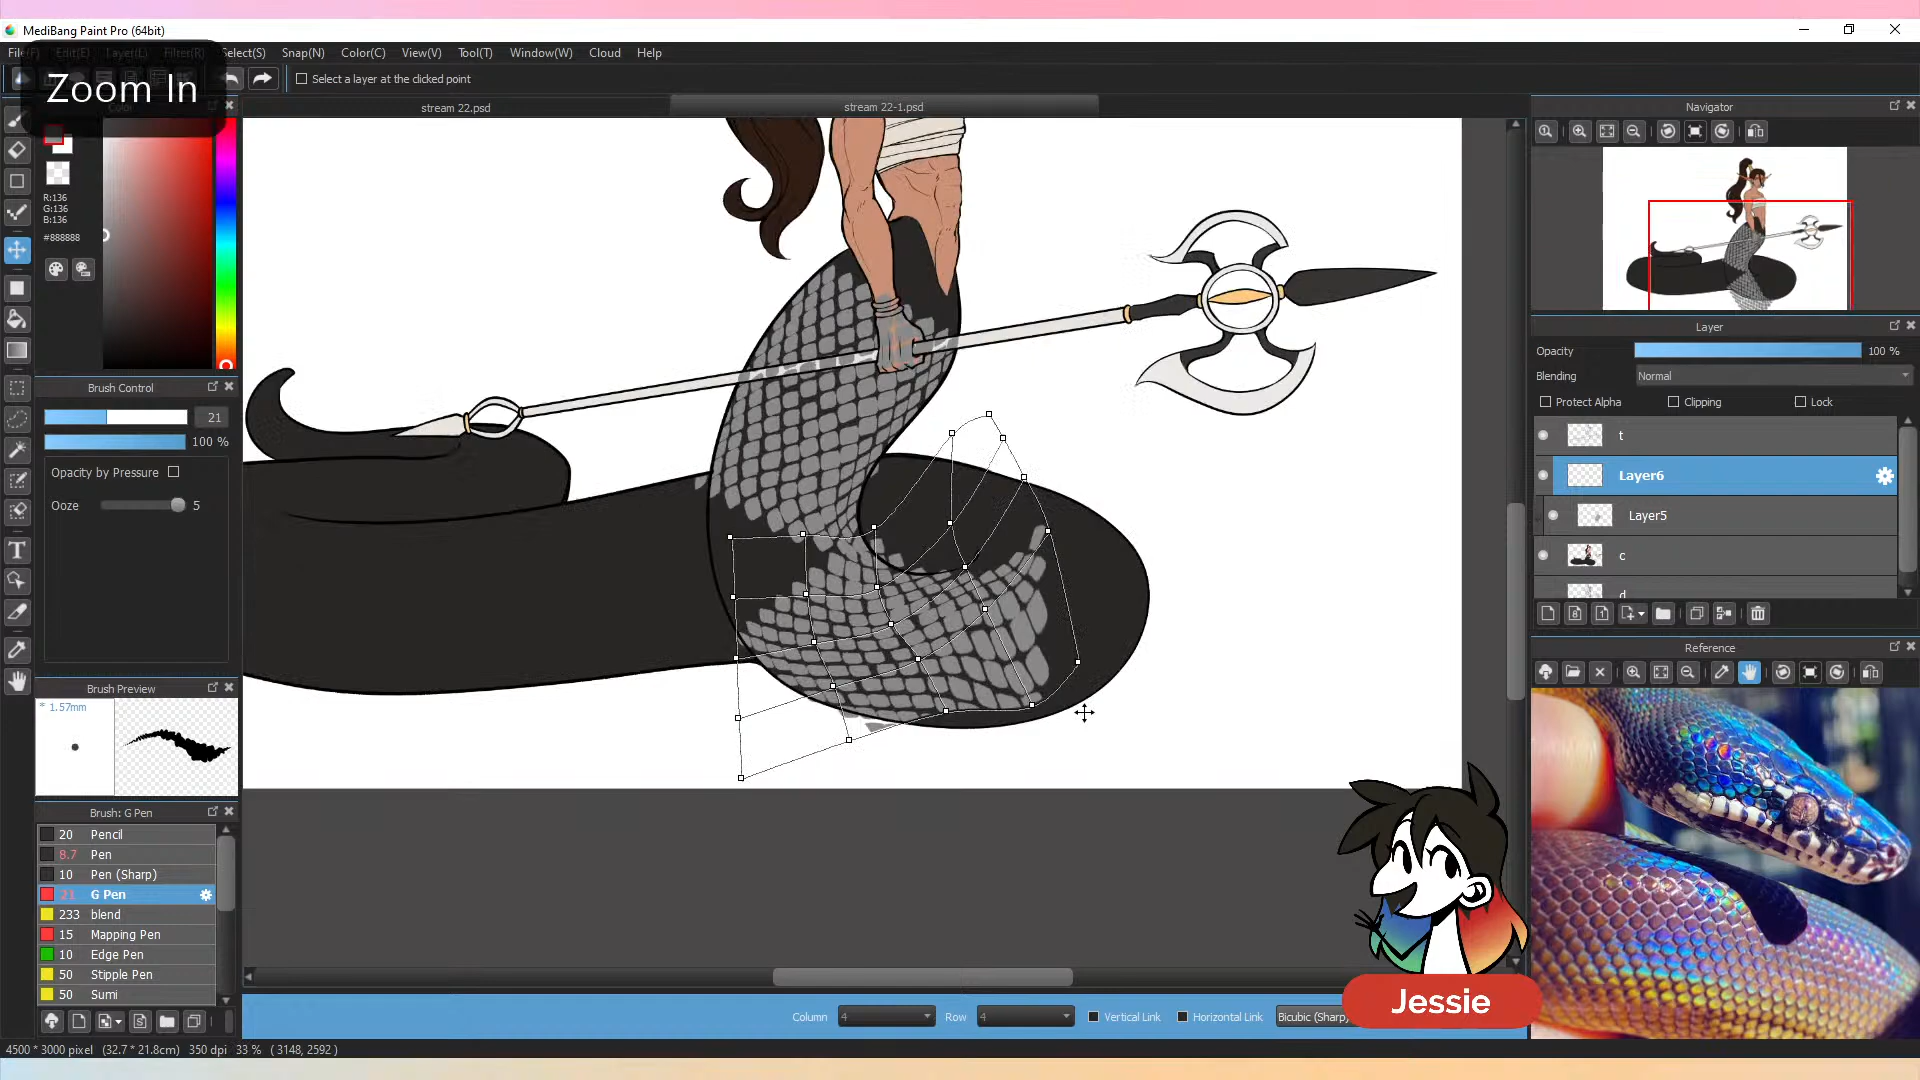 MediBang Paint Pro (64bit)
File(F) Edit(E) Layer(L) Filter(R) Select(S) Snap(N) Color(C) View(V) Tool(T) Window(W) Cloud Help
Zoom In
Select a layer at the clicked point
Color
stream 22.psd
stream 22-1.psd
R:136
G:136
B:136
#888888
Brush Control
21
100 %
Opacity by Pressure
Ooze
5
Brush Preview
* 1.57mm
Brush: G Pen
20 Pencil
8.7 Pen
10 Pen (Sharp)
21 G Pen
233 blend
15 Mapping Pen
10 Edge Pen
50 Stipple Pen
50 Sumi
Navigator
Layer
Opacity 100 %
Blending Normal
Protect Alpha Clipping Lock
t
Layer6
Layer5
c
d
Reference
Jessie
Column 4 Row 4 Vertical Link Horizontal Link Bicubic (Sharp)
4500 * 3000 pixel (32.7 * 21.8cm) 350 dpi 33 % ( 3148, 2592 )